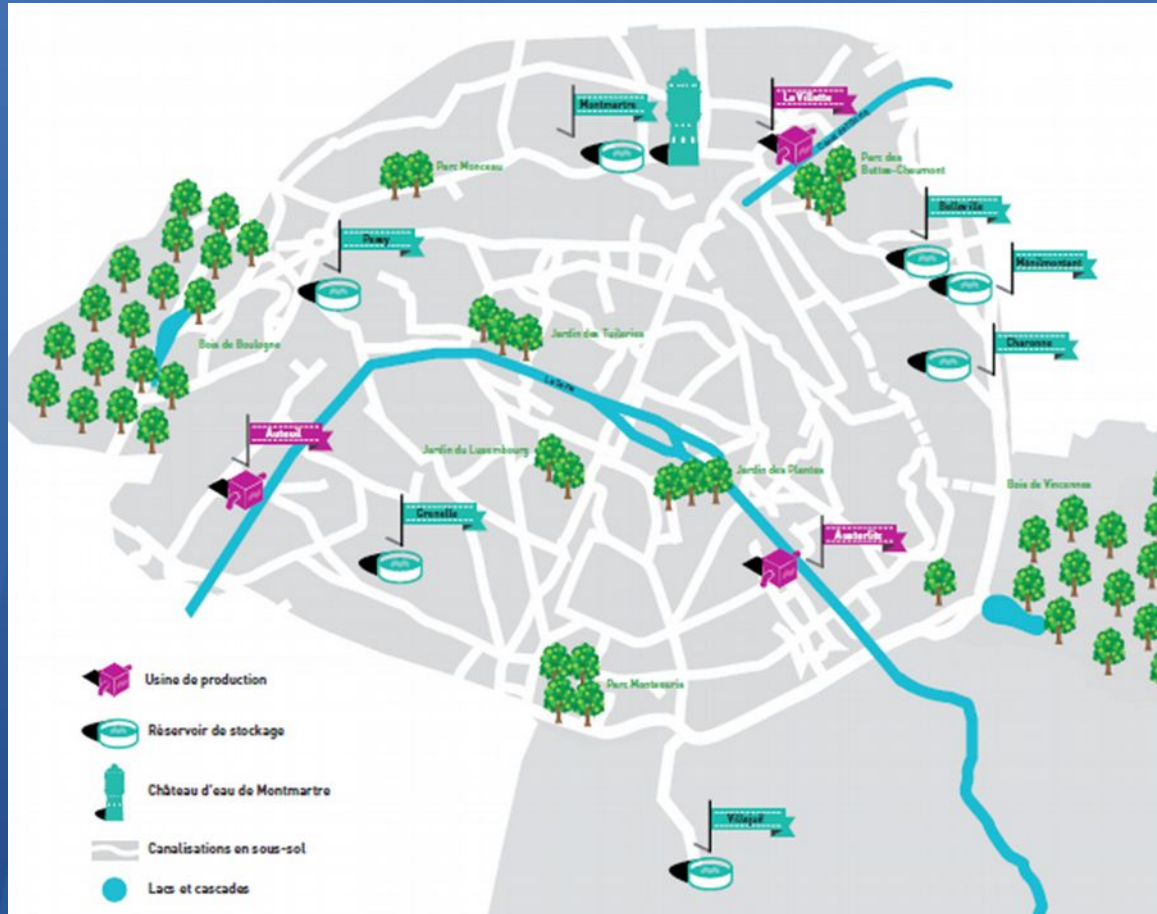 Montmartre
La Villette
Parc Monceau
Parc des
Buttes-Chaumont
Belleville
Passy
Ménilmontant
Jardin des Tuileries
Charonne
Bois de Boulogne
La Seine
Auteuil
Jardin du Luxembourg
Jardin des Plantes
Bois de Vincennes
Grenelle
Austerlitz
Parc Montsouris
Usine de production
Réservoir de stockage
Château d'eau de Montmartre
Villejuif
Canalisations en sous-sol
Lacs et cascades